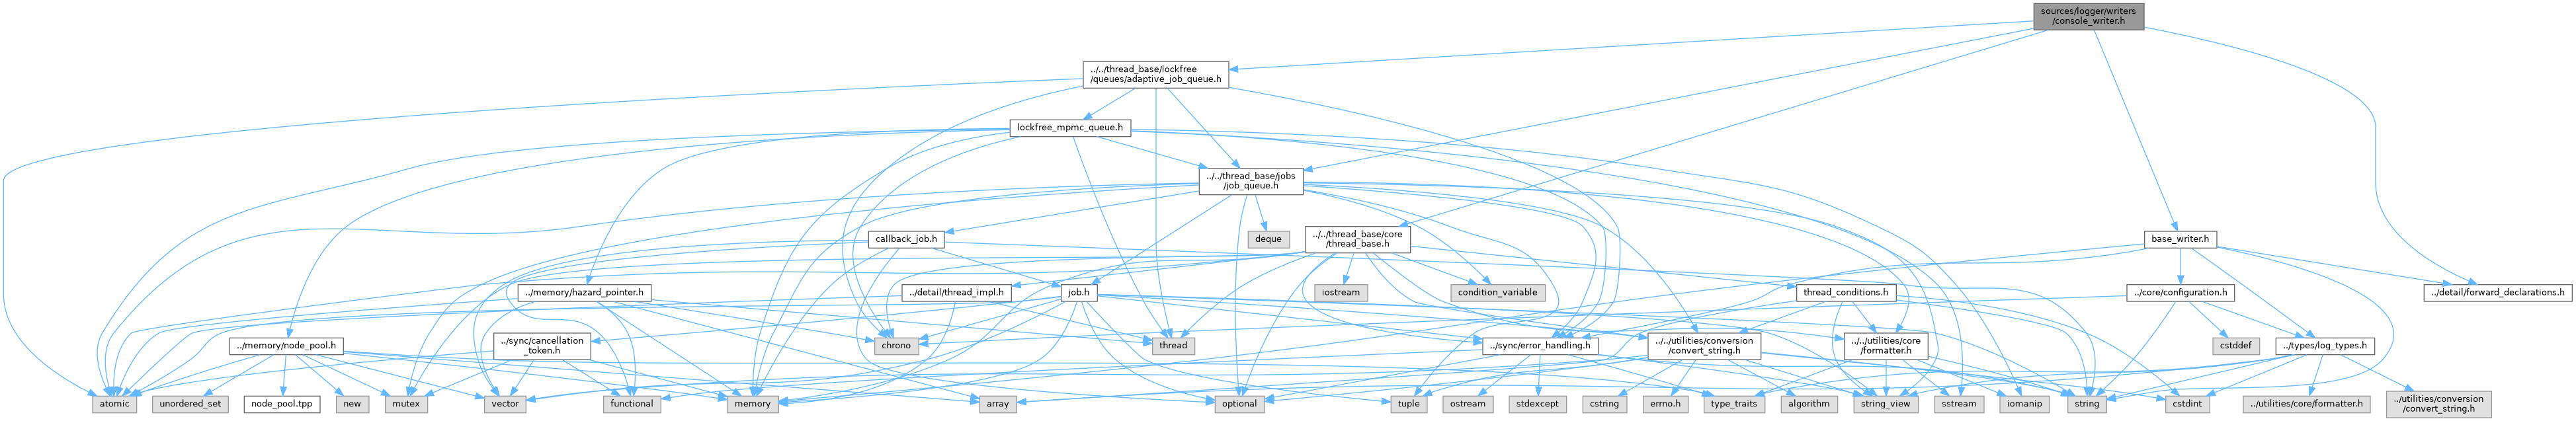 sources/logger/writers
/console_writer.h
../../thread_base/lockfree
/queues/adaptive_job_queue.h
lockfree_mpmc_queue.h
../../thread_base/jobs
/job_queue.h
callback_job.h
deque
../../thread_base/core
/thread_base.h
base_writer.h
../memory/hazard_pointer.h
../detail/thread_impl.h
job.h
iostream
condition_variable
thread_conditions.h
../core/configuration.h
../detail/forward_declarations.h
../memory/node_pool.h
../sync/cancellation
_token.h
chrono
thread
../sync/error_handling.h
../../utilities/conversion
/convert_string.h
../../utilities/core
/formatter.h
cstddef
../types/log_types.h
atomic
unordered_set
node_pool.tpp
new
mutex
vector
functional
memory
array
optional
tuple
ostream
stdexcept
cstring
errno.h
type_traits
algorithm
string_view
sstream
iomanip
string
cstdint
../utilities/core/formatter.h
../utilities/conversion
/convert_string.h